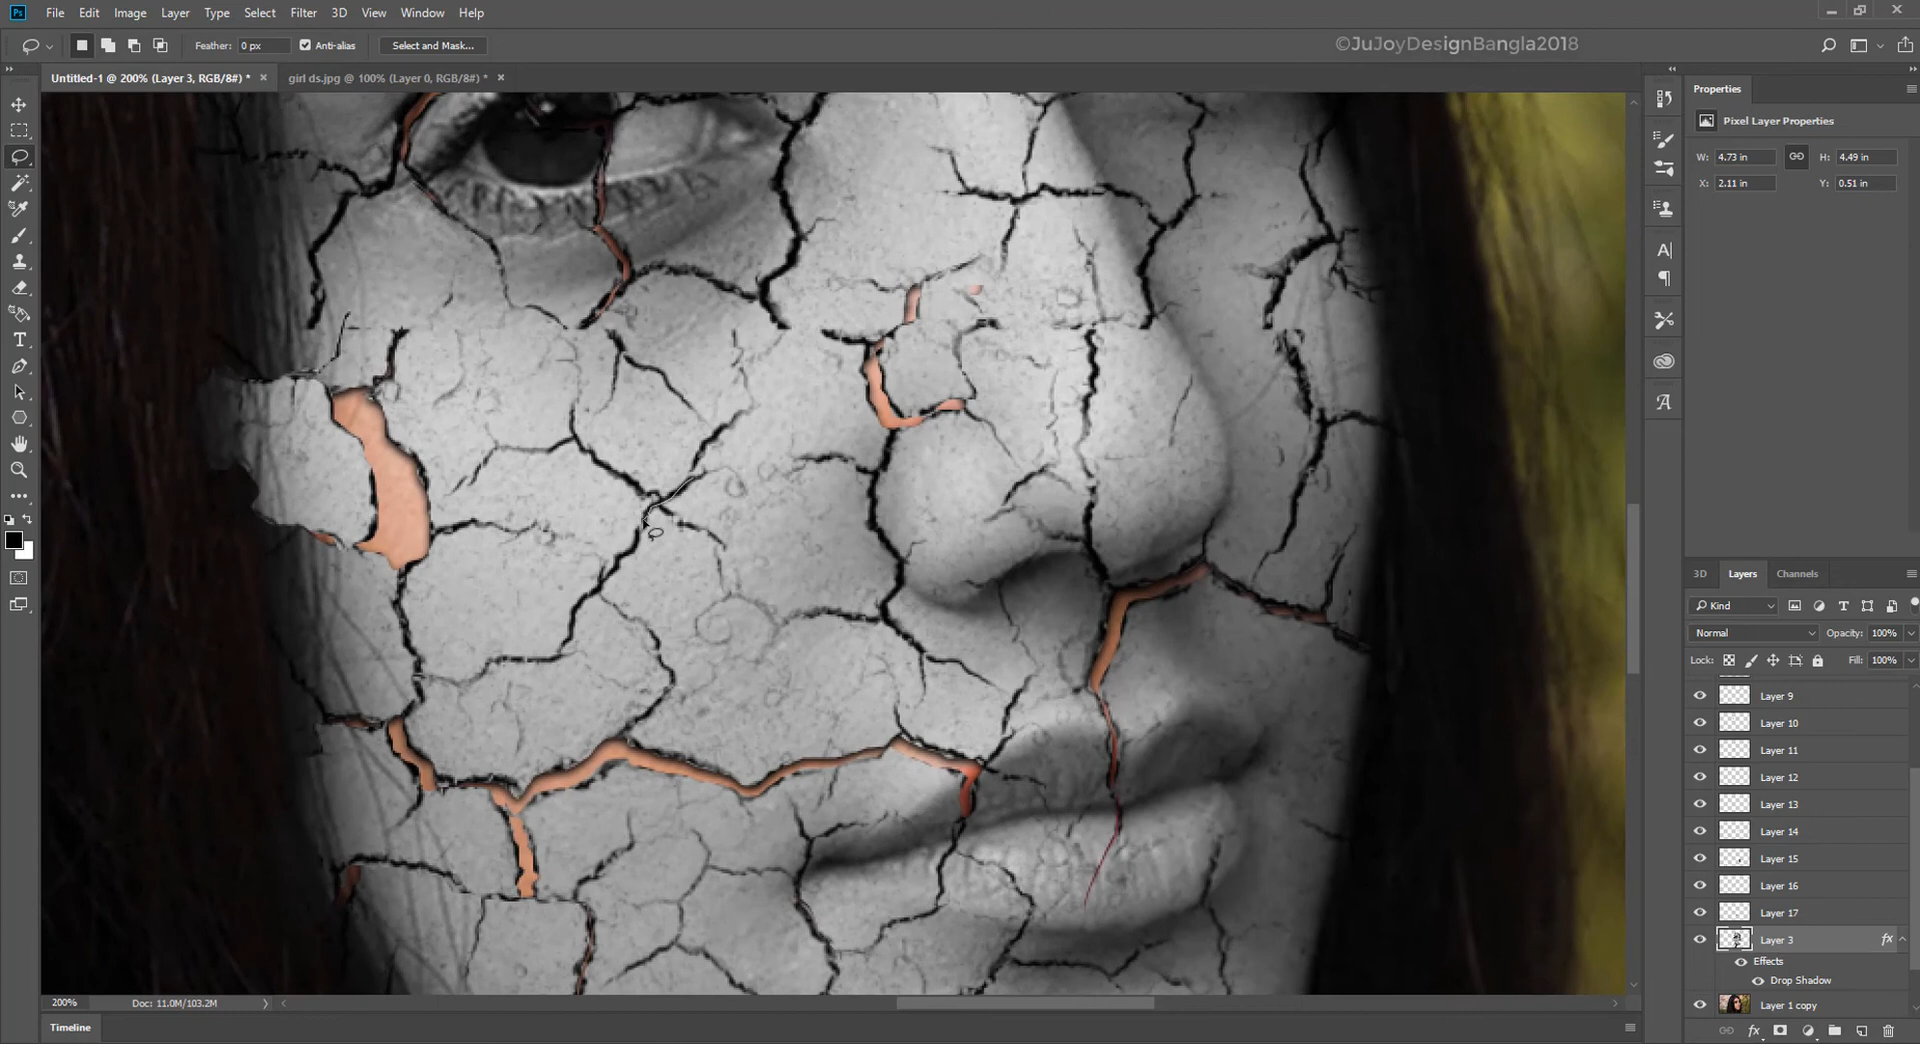 Ps File Edit Image Layer Type Select Filter 3D View Window Help
Feather: 0 px Anti-alias Select and Mask... ©JuJoyDesignBangla2018
Untitled-1 @ 200% (Layer 3, RGB/8#) * × girl ds.jpg @ 100% (Layer 0, RGB/8#) * ×
Properties
Pixel Layer Properties
W: 4.73 in H: 4.49 in
X: 2.11 in Y: 0.51 in
3D Layers Channels
Kind
Normal Opacity: 100%
Lock: Fill: 100%
Layer 9
Layer 10
Layer 11
Layer 12
Layer 13
Layer 14
Layer 15
Layer 16
Layer 17
Layer 3 fx
Effects
Drop Shadow
Layer 1 copy
200% Doc: 11.0M/103.2M
Timeline